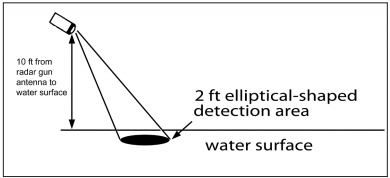 10 ft from
radar gun
antenna to
water surface
2 ft elliptical-shaped
detection area
water surface